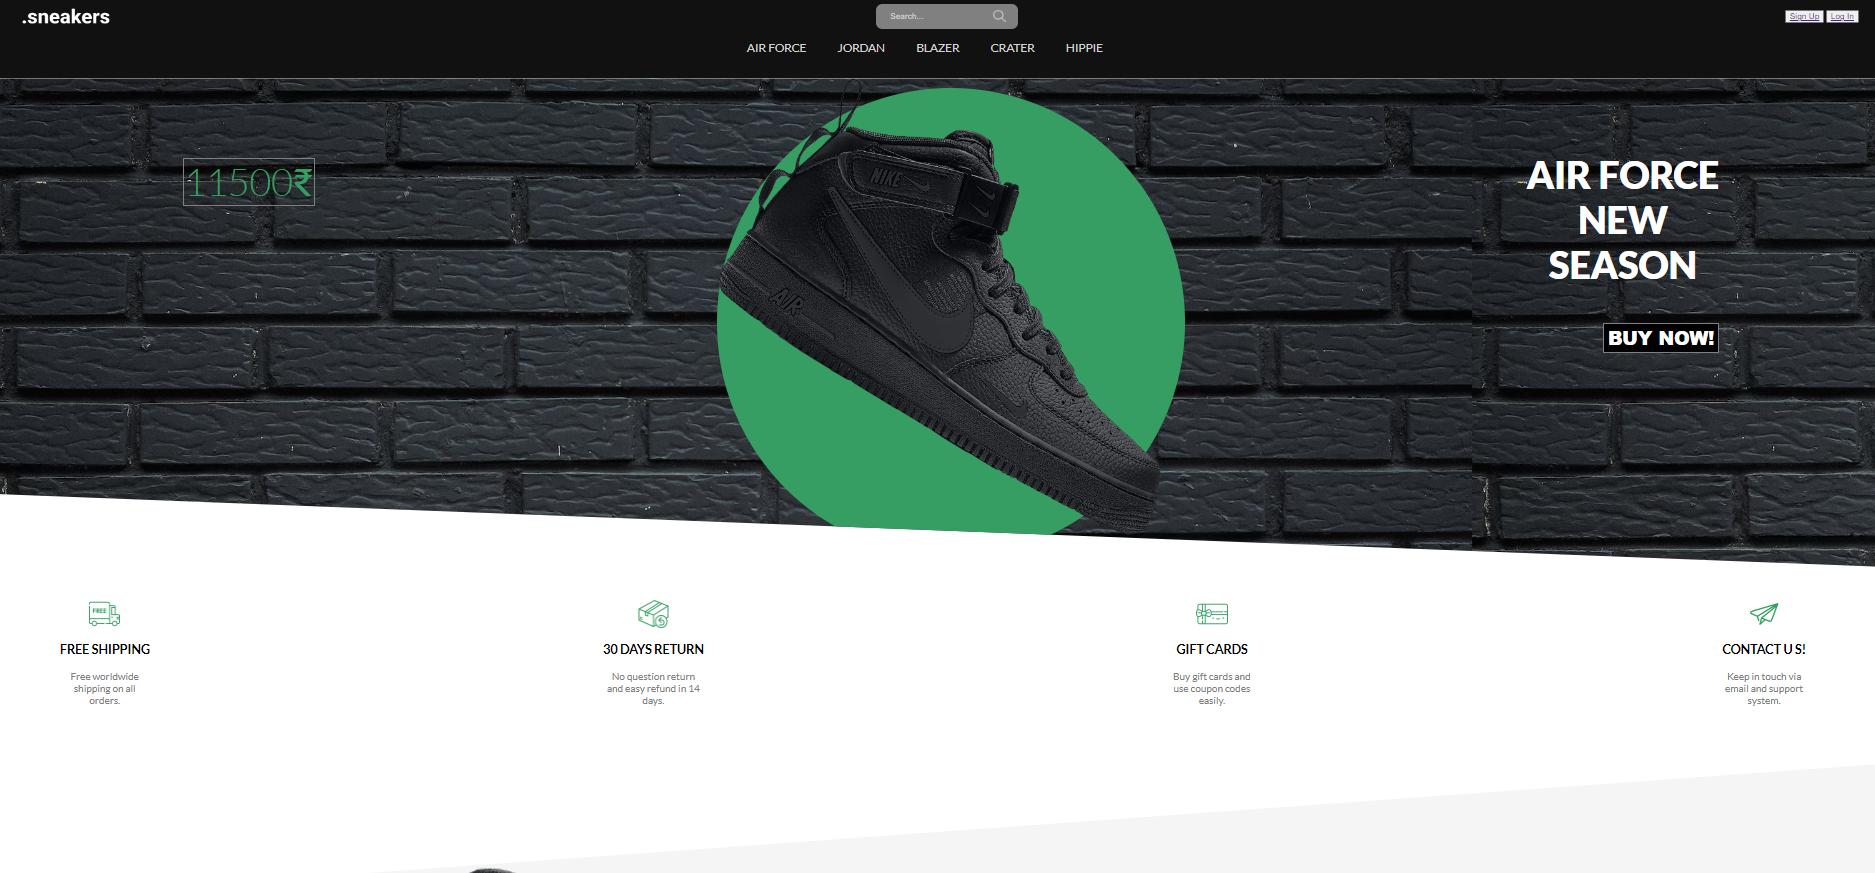 .sneakers
Search...
Sign Up Log In
AIR FORCE JORDAN BLAZER CRATER HIPPIE
11500₹
NIKE
AIR
AIR FORCE
NEW
SEASON
BUY NOW!
FREE
FREE SHIPPING
Free worldwide
shipping on all
orders.
30 DAYS RETURN
No question return
and easy refund in 14
days.
GIFT CARDS
Buy gift cards and
use coupon codes
easily.
CONTACT U S!
Keep in touch via
email and support
system.